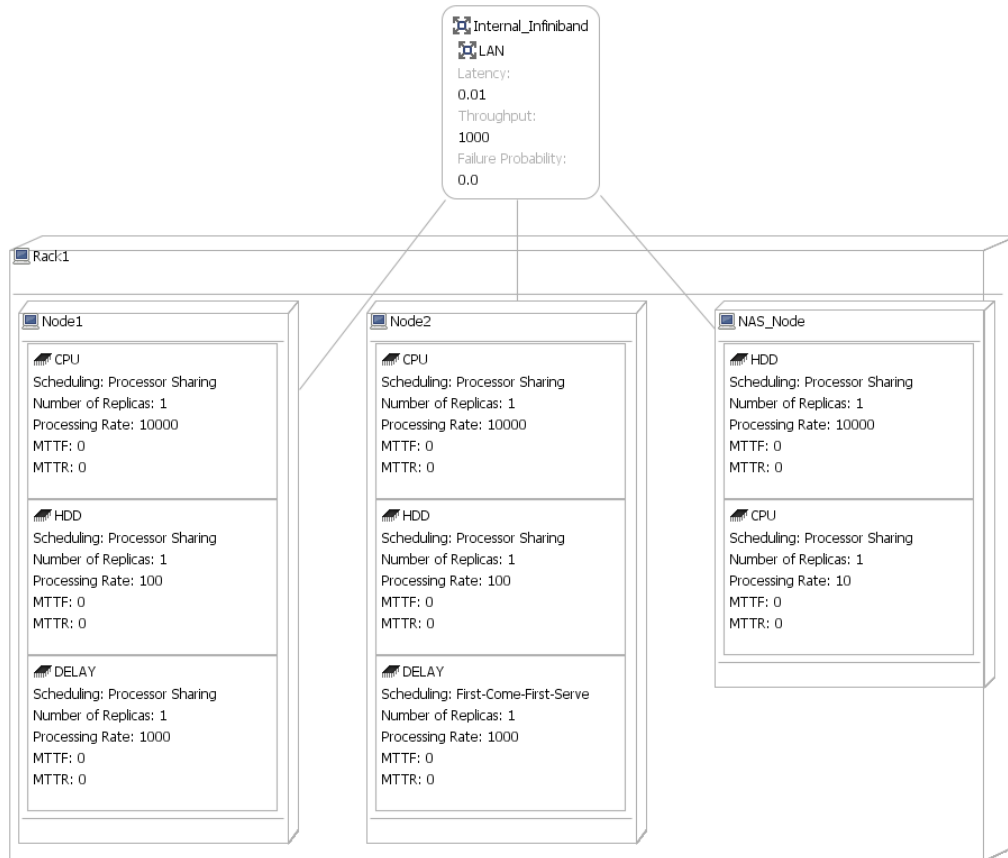 Internal_Infiniband
LAN
Latency:
0.01
Throughput:
1000
Failure Probability:
0.0
Rack1
Node1
CPU
Scheduling: Processor Sharing
Number of Replicas: 1
Processing Rate: 10000
MTTF: 0
MTTR: 0
HDD
Scheduling: Processor Sharing
Number of Replicas: 1
Processing Rate: 100
MTTF: 0
MTTR: 0
DELAY
Scheduling: Processor Sharing
Number of Replicas: 1
Processing Rate: 1000
MTTF: 0
MTTR: 0
Node2
CPU
Scheduling: Processor Sharing
Number of Replicas: 1
Processing Rate: 10000
MTTF: 0
MTTR: 0
HDD
Scheduling: Processor Sharing
Number of Replicas: 1
Processing Rate: 100
MTTF: 0
MTTR: 0
DELAY
Scheduling: First-Come-First-Serve
Number of Replicas: 1
Processing Rate: 1000
MTTF: 0
MTTR: 0
NAS_Node
HDD
Scheduling: Processor Sharing
Number of Replicas: 1
Processing Rate: 10000
MTTF: 0
MTTR: 0
CPU
Scheduling: Processor Sharing
Number of Replicas: 1
Processing Rate: 10
MTTF: 0
MTTR: 0